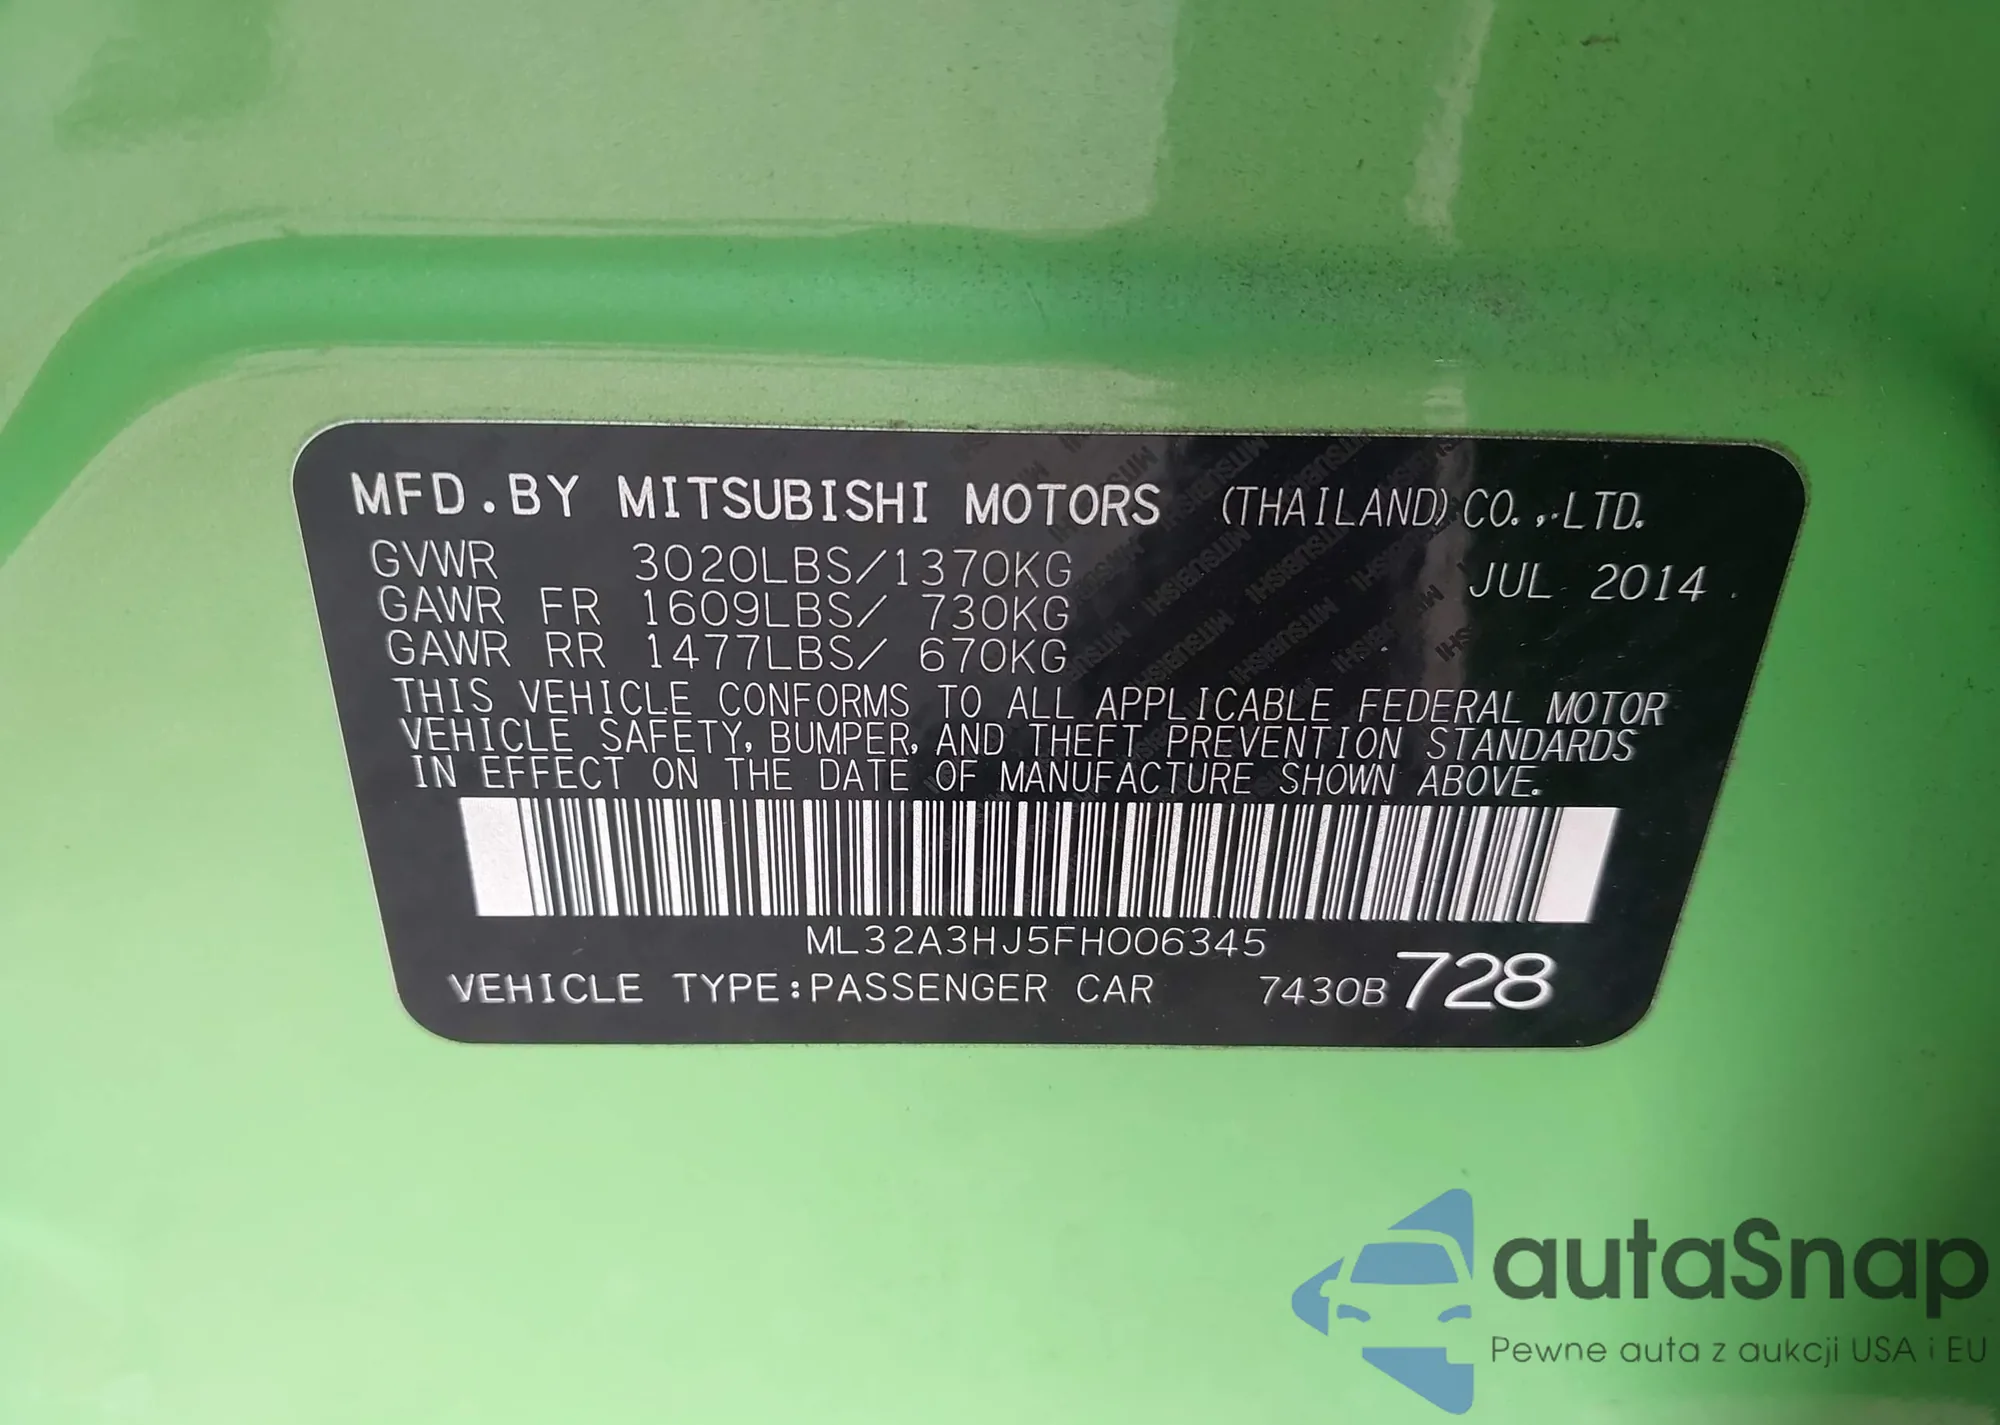 MFD.BY MITSUBISHI MOTORS (THAILAND) CO.,LTD.
GVWR 3020LBS/1370KG JUL 2014
GAWR FR 1609LBS/ 730KG
GAWR RR 1477LBS/ 670KG
THIS VEHICLE CONFORMS TO ALL APPLICABLE FEDERAL MOTOR
VEHICLE SAFETY, BUMPER, AND THEFT PREVENTION STANDARDS
IN EFFECT ON THE DATE OF MANUFACTURE SHOWN ABOVE.
ML32A3HJ5FH006345
VEHICLE TYPE:PASSENGER CAR 7430B 728
autaSnap
Pewne auta z aukcji USA i EU